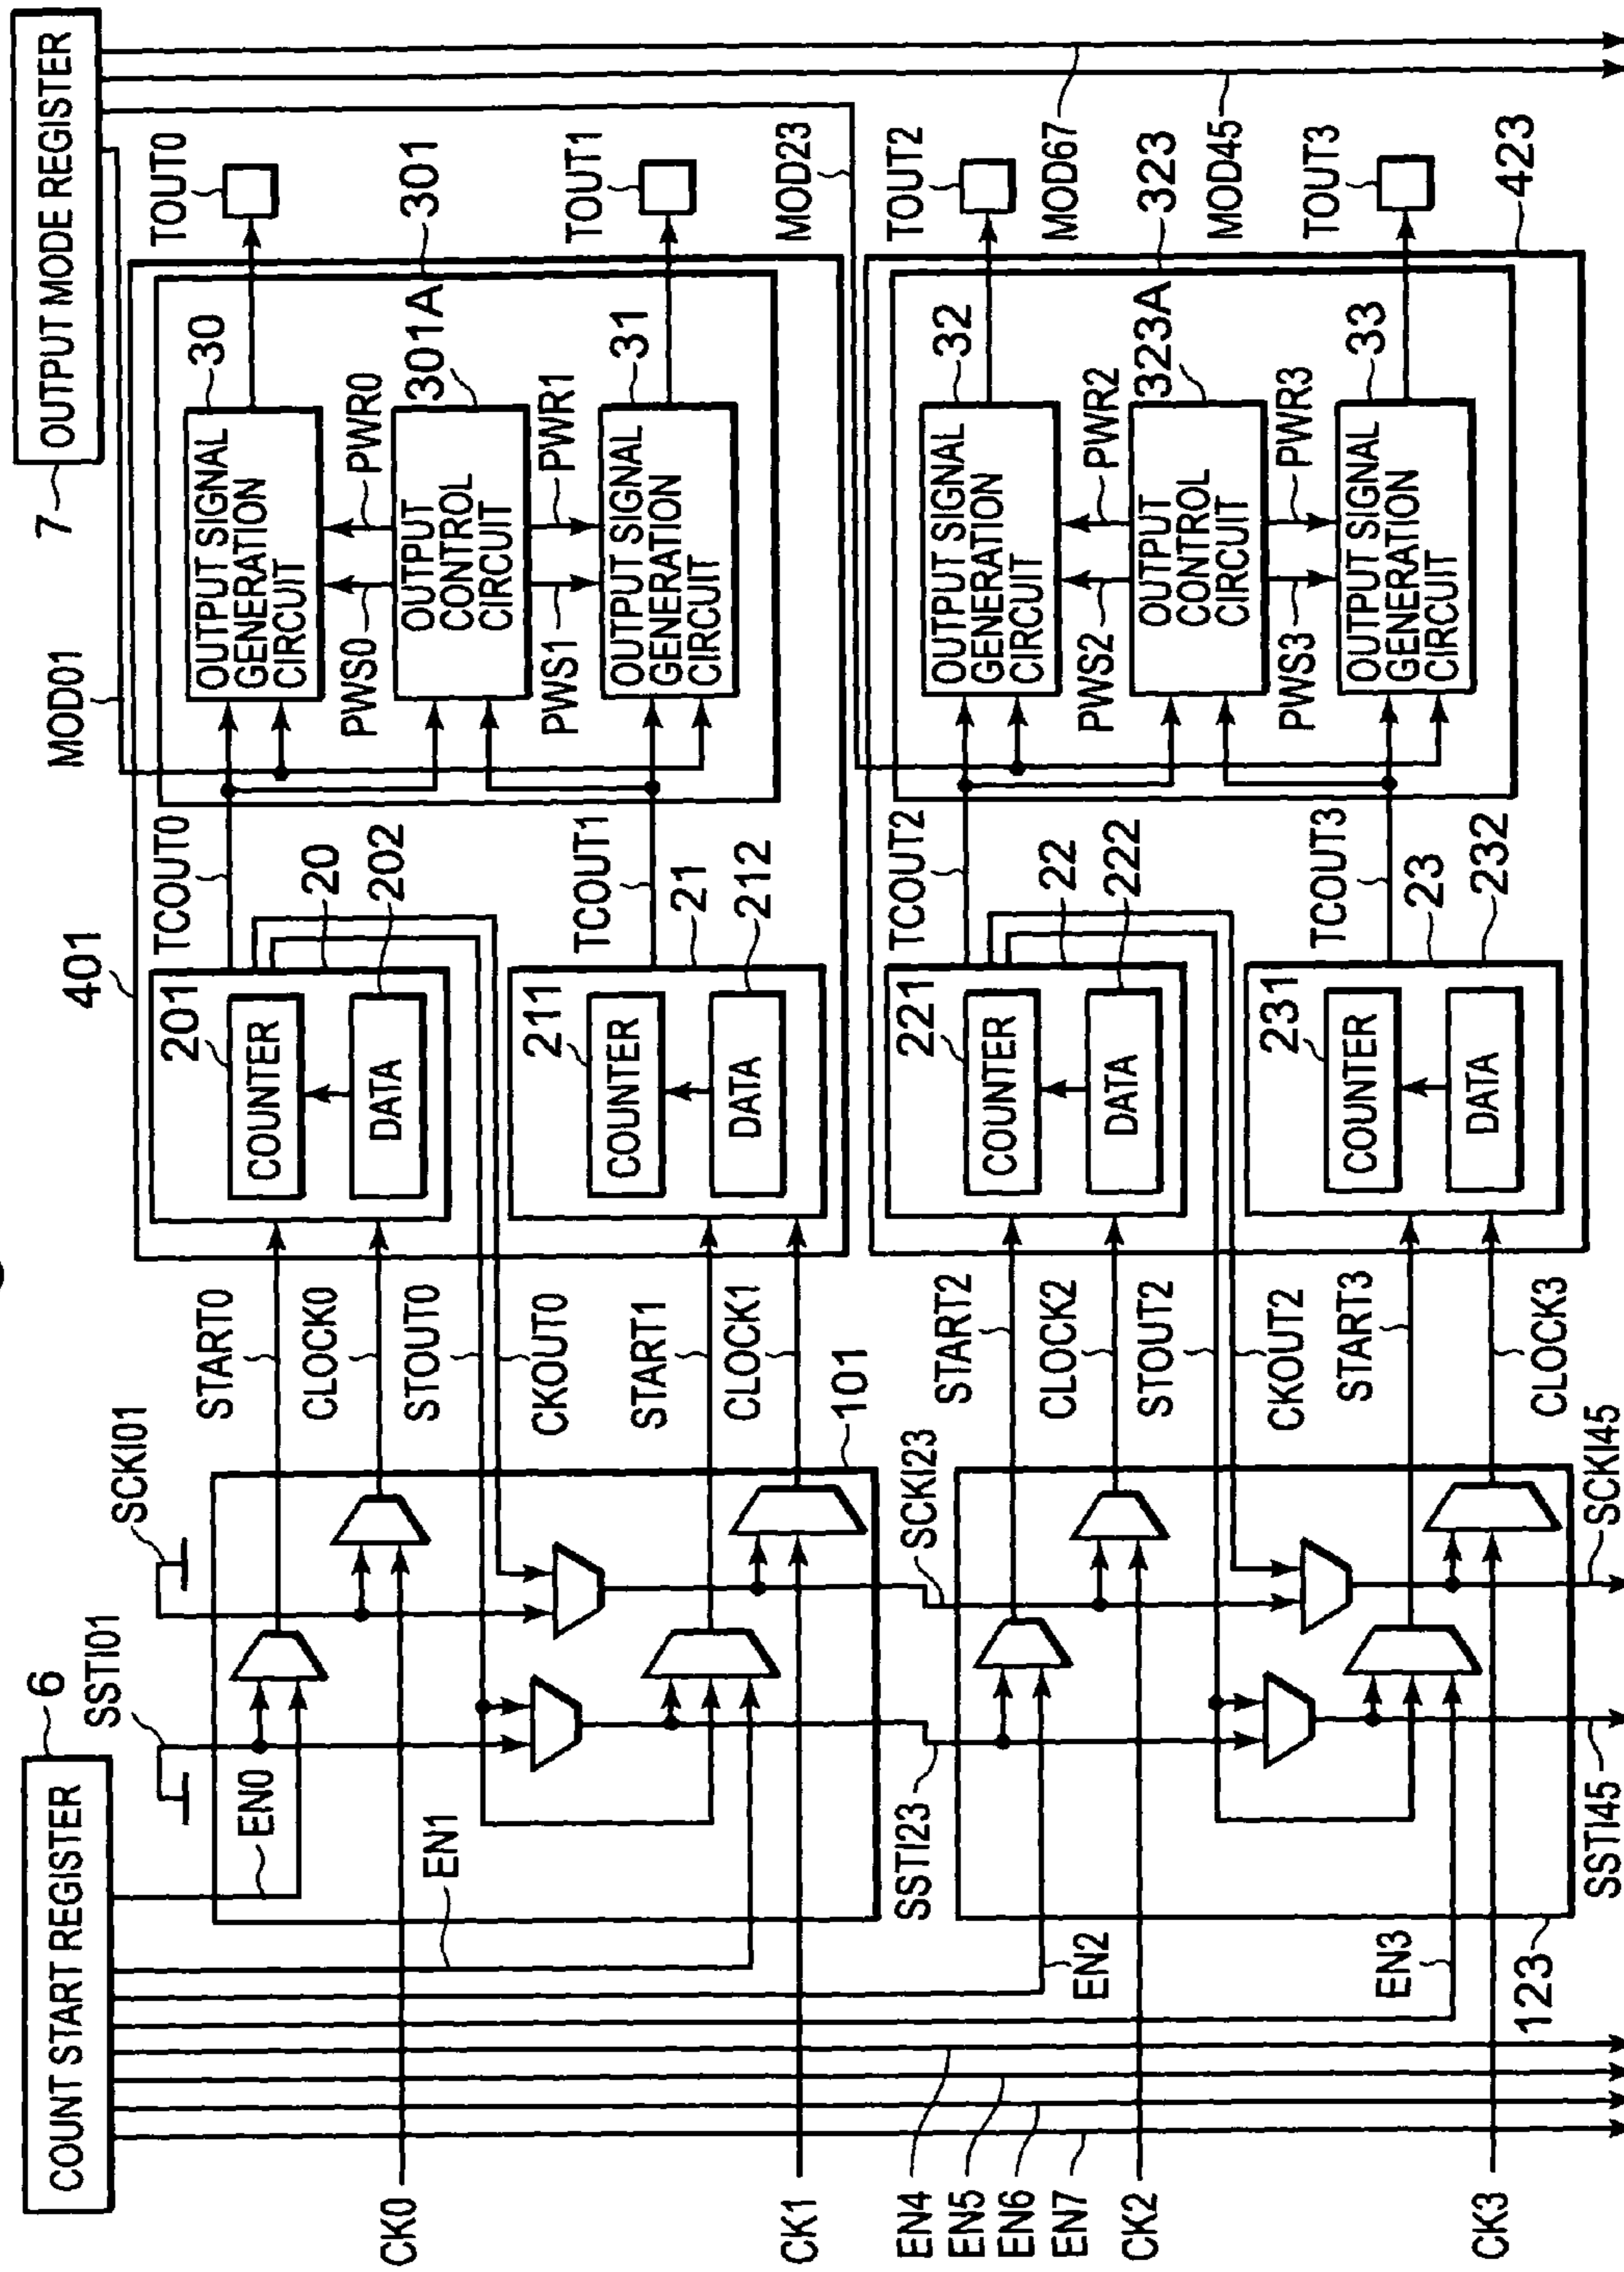 COUNT START REGISTER
6
OUTPUT MODE REGISTER
7
SSTI01
SCKI01
EN0
EN1
CK0
CK1
START0
CLOCK0
STOUT0
CKOUT0
START1
CLOCK1
101
401
201
COUNTER
DATA
20
202
211
COUNTER
DATA
21
212
TCOUT0
TCOUT1
MOD01
OUTPUT SIGNAL
GENERATION
CIRCUIT
30
PWS0
PWR0
OUTPUT
CONTROL
CIRCUIT
301A
301
PWS1
PWR1
OUTPUT SIGNAL
GENERATION
CIRCUIT
31
TOUT0
TOUT1
MOD23
SSTI23
SCKI23
EN2
EN3
EN4
EN5
EN6
EN7
CK2
CK3
123
START2
CLOCK2
STOUT2
CKOUT2
START3
CLOCK3
SSTI45
SCKI45
221
COUNTER
DATA
22
222
231
COUNTER
DATA
23
232
TCOUT2
TCOUT3
OUTPUT SIGNAL
GENERATION
CIRCUIT
32
PWS2
PWR2
OUTPUT
CONTROL
CIRCUIT
323A
323
PWS3
PWR3
OUTPUT SIGNAL
GENERATION
CIRCUIT
33
TOUT2
MOD67
MOD45
TOUT3
423